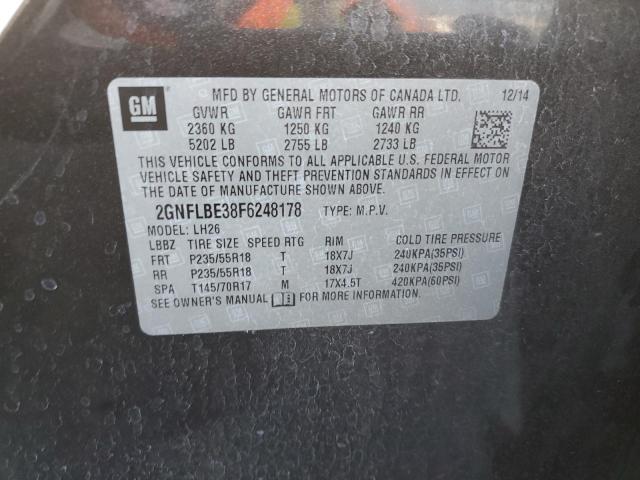 GM
MFD BY GENERAL MOTORS OF CANADA LTD. 12/14
GVWR GAWR FRT GAWR RR
2360 KG 1250 KG 1240 KG
5202 LB 2755 LB 2733 LB
THIS VEHICLE CONFORMS TO ALL APPLICABLE U.S. FEDERAL MOTOR
VEHICLE SAFETY AND THEFT PREVENTION STANDARDS IN EFFECT ON
THE DATE OF MANUFACTURE SHOWN ABOVE.
2GNFLBE38F6248178 TYPE: M.P.V.
MODEL: LH26
LBBZ TIRE SIZE SPEED RTG RIM COLD TIRE PRESSURE
FRT P235/55R18 T 18X7J 240KPA(35PSI)
RR P235/55R18 T 18X7J 240KPA(35PSI)
SPA T145/70R17 M 17X4.5T 420KPA(60PSI)
SEE OWNER'S MANUAL FOR MORE INFORMATION.